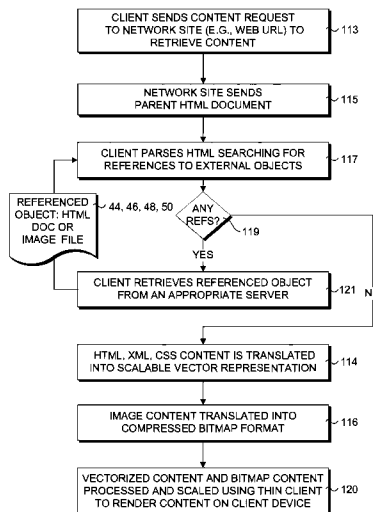 CLIENT SENDS CONTENT REQUEST
TO NETWORK SITE (E.G., WEB URL) TO
RETRIEVE CONTENT
113
NETWORK SITE SENDS
PARENT HTML DOCUMENT
115
CLIENT PARSES HTML SEARCHING FOR
REFERENCES TO EXTERNAL OBJECTS
117
REFERENCED
OBJECT: HTML
DOC OR
IMAGE FILE
44, 46, 48, 50
ANY
REFS?
119
YES
CLIENT RETRIEVES REFERENCED OBJECT
FROM AN APPROPRIATE SERVER
121
N
HTML, XML, CSS CONTENT IS TRANSLATED
INTO SCALABLE VECTOR REPRESENTATION
114
IMAGE CONTENT TRANSLATED INTO
COMPRESSED BITMAP FORMAT
116
VECTORIZED CONTENT AND BITMAP CONTENT
PROCESSED AND SCALED USING THIN CLIENT
TO RENDER CONTENT ON CLIENT DEVICE
120